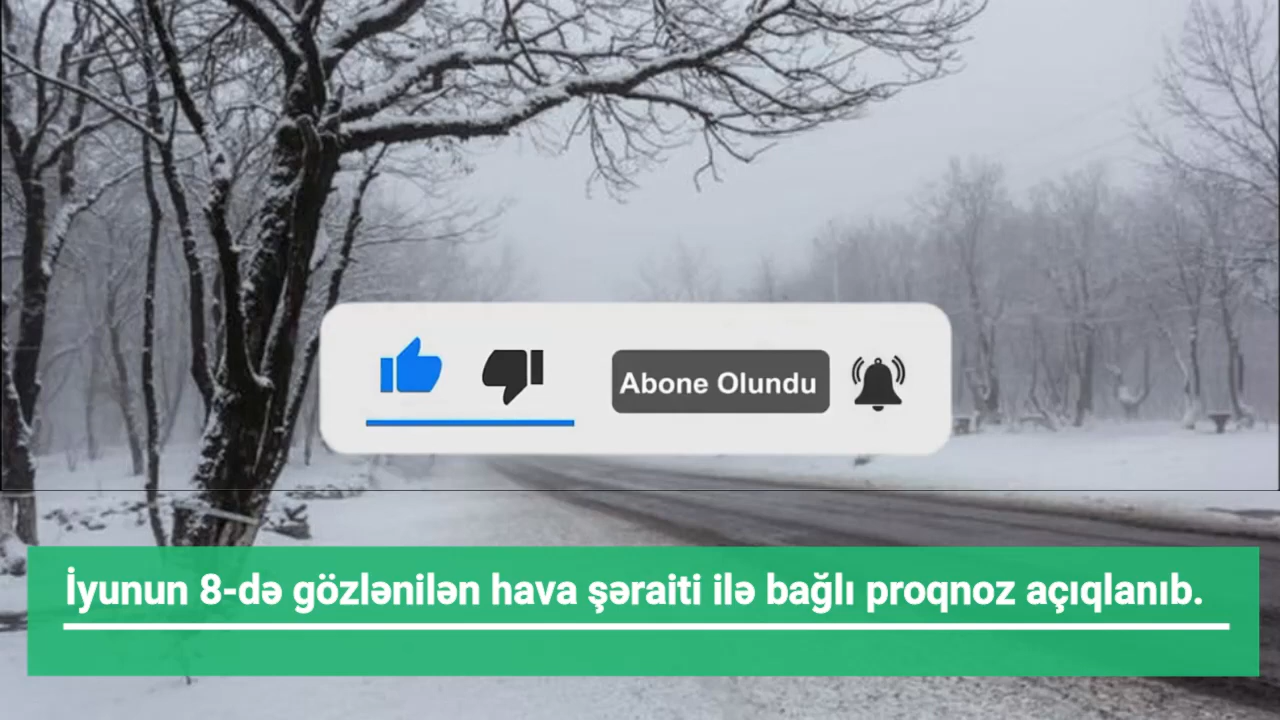 Abone Olundu
İyunun 8-də gözlənilən hava şəraiti ilə bağlı proqnoz açıqlanıb.